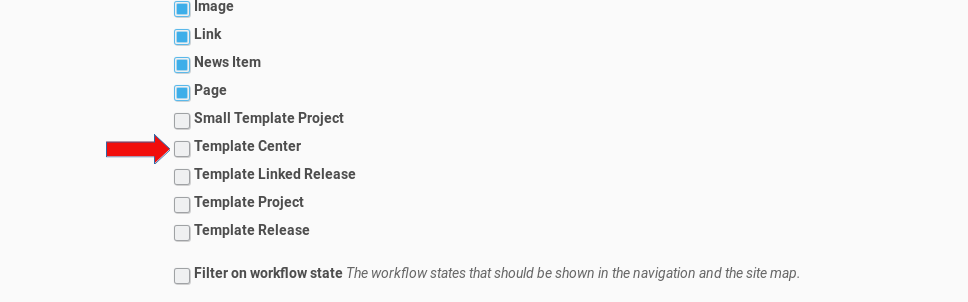 Image
Link
News Item
Page
Small Template Project
Template Center
Template Linked Release
Template Project
Template Release
Filter on workflow state The workflow states that should be shown in the navigation and the site map.